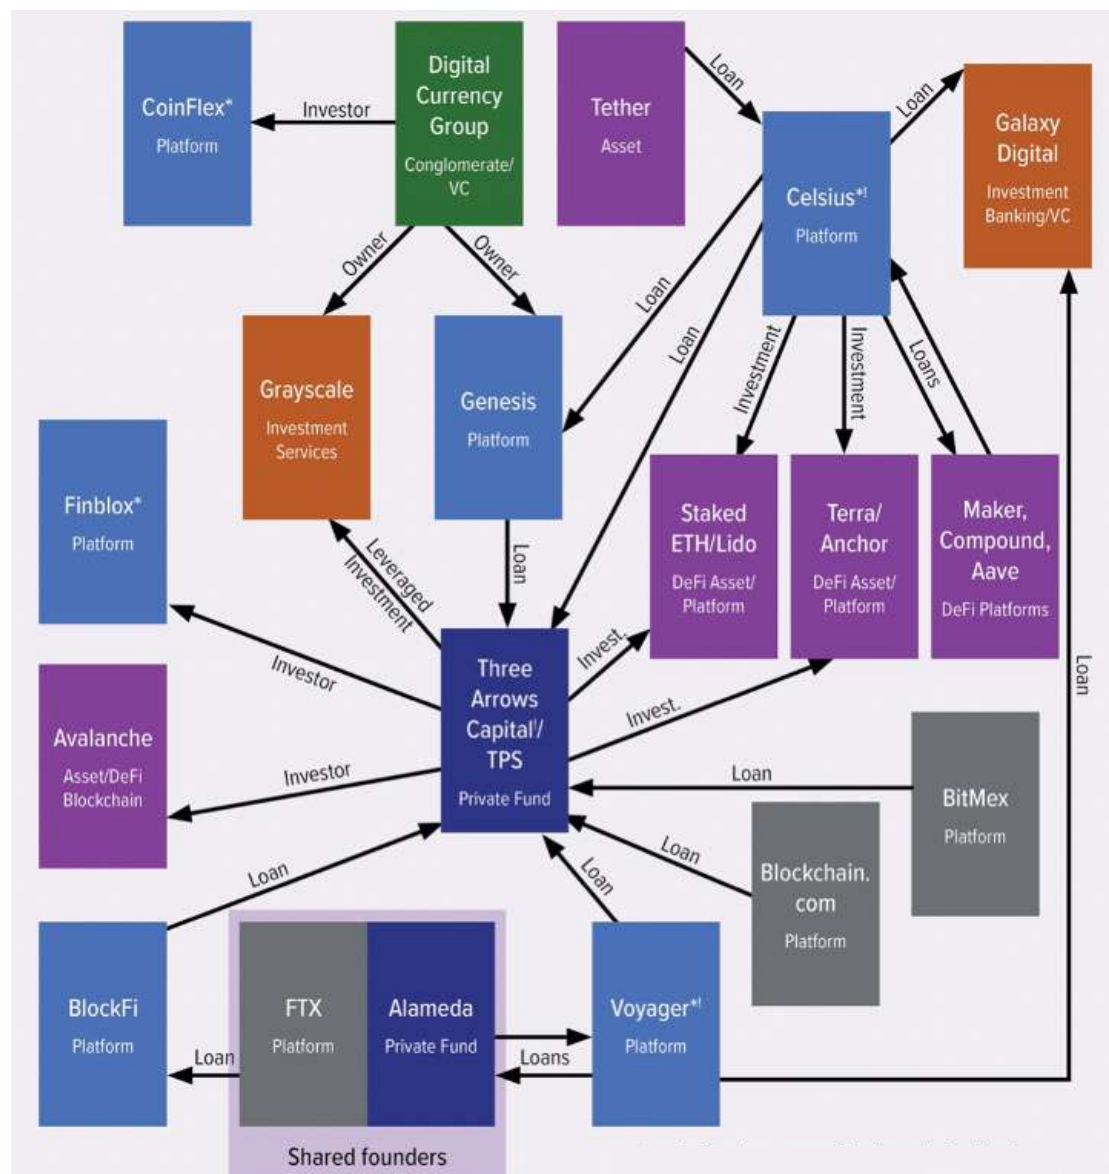 CoinFlex*
Platform
Investor
Digital
Currency
Group
Conglomerate/
VC
Tether
Asset
Loan
Celsius*!
Platform
Loan
Galaxy
Digital
Investment
Banking/VC
Owner
Owner
Loan
Loan
Investment
Investment
Loans
Grayscale
Investment
Services
Genesis
Platform
Finblox*
Platform
Leveraged
Investment
Loan
Staked
ETH/Lido
DeFi Asset/
Platform
Terra/
Anchor
DeFi Asset/
Platform
Maker,
Compound,
Aave
DeFi Platforms
Loan
Investor
Three
Arrows
Capital!/
TPS
Private Fund
Invest.
Invest.
Avalanche
Asset/DeFi
Blockchain
Investor
Loan
BitMex
Platform
Loan
Loan
Loan
Blockchain.
com
Platform
BlockFi
Platform
Loan
FTX
Platform
Alameda
Private Fund
Loans
Voyager*!
Platform
Shared founders